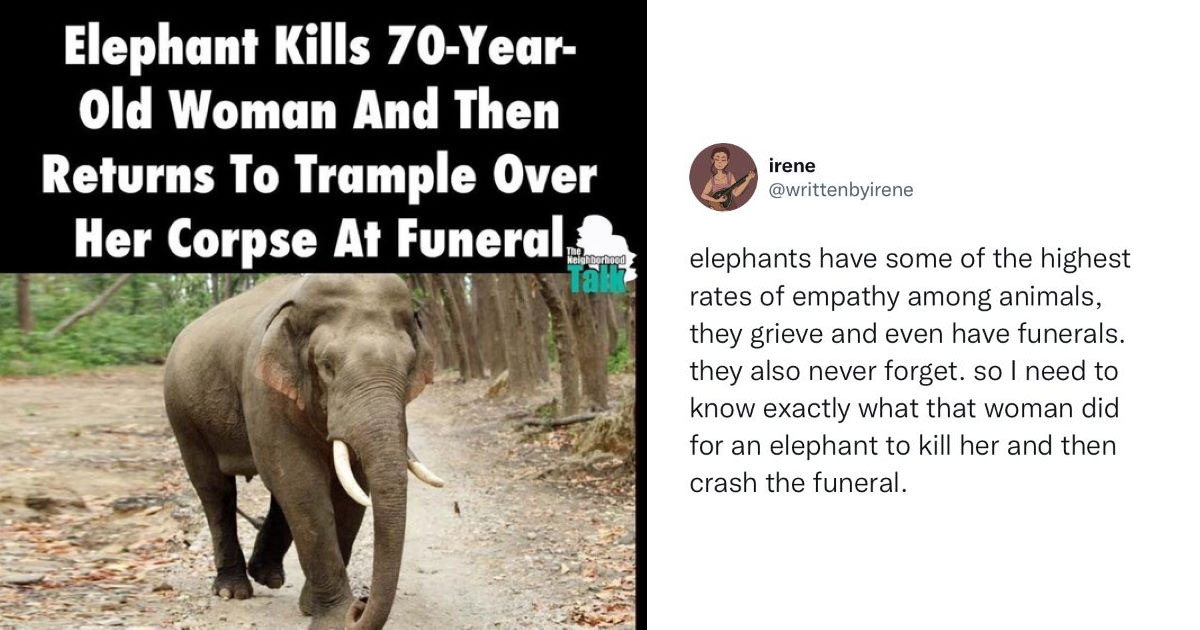 Elephant Kills 70-Year-
Old Woman And Then
Returns To Trample Over
Her Corpse At Funeral
The
Neighborhood
Talk
irene
@writtenbyirene
elephants have some of the highest
rates of empathy among animals,
they grieve and even have funerals.
they also never forget. so I need to
know exactly what that woman did
for an elephant to kill her and then
crash the funeral.